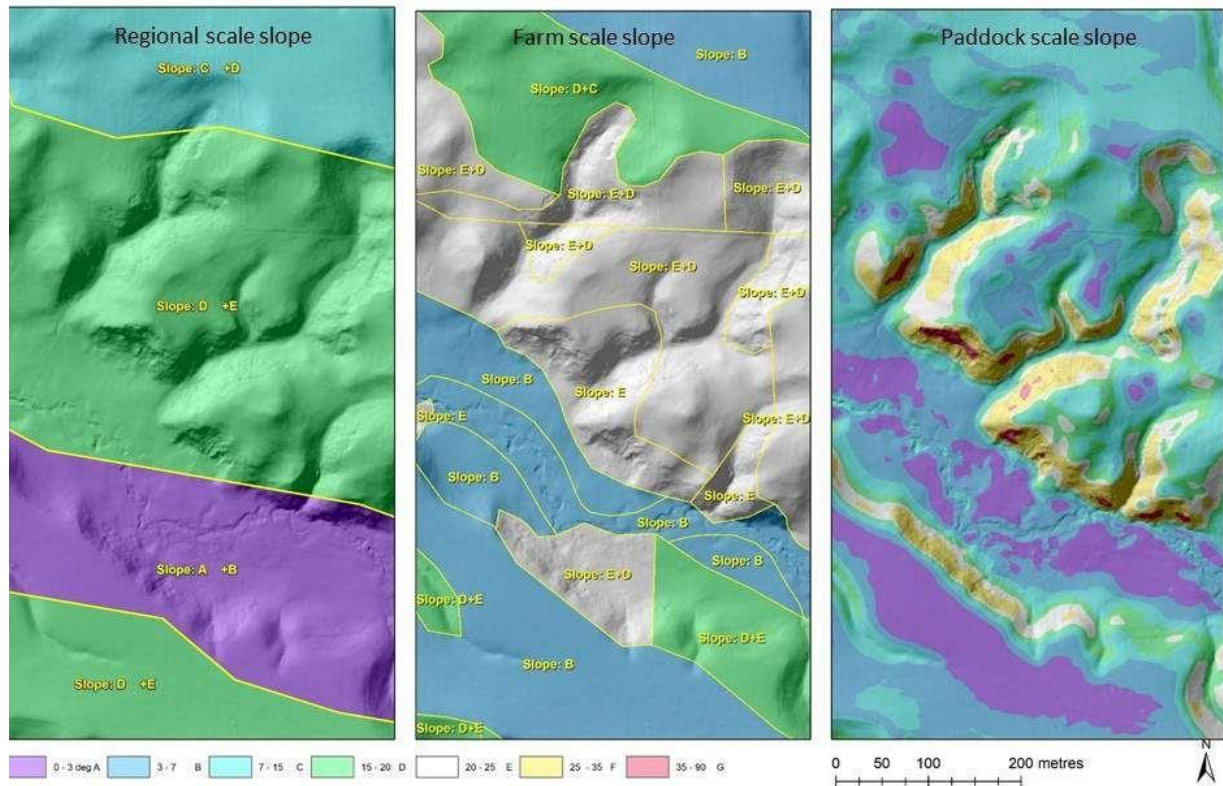 Regional scale slope
Slope: C +D
Slope: D +E
Slope: A +B
Slope: D +E
Farm scale slope
Slope: B
Slope: D+C
Slope: E+D
Slope: E+D
Slope: E+D
Slope: E+D
Slope: E+D
Slope: E+D
Slope: B
Slope: E
Slope: E
Slope: E+D
Slope: B
Slope: E
Slope: B
Slope: B
Slope: E+D
Slope: D+E
Slope: D+E
Slope: B
Slope: D+E
Paddock scale slope
0 - 3 deg A
3 - 7 B
7 - 15 C
15 - 20 D
20 - 25 E
25 - 35 F
35 - 90 G
0 50 100 200 metres
N